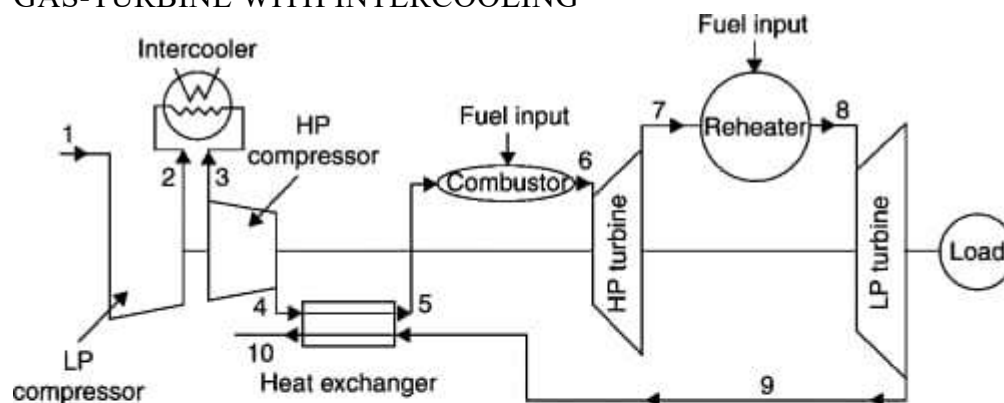 GAS-TURBINE WITH INTERCOOLING
Fuel input
Intercooler
HP
compressor
1
2
3
Fuel input
Combustor
6
7
Reheater
8
HP turbine
LP turbine
Load
4
5
10
LP
compressor
Heat exchanger
9